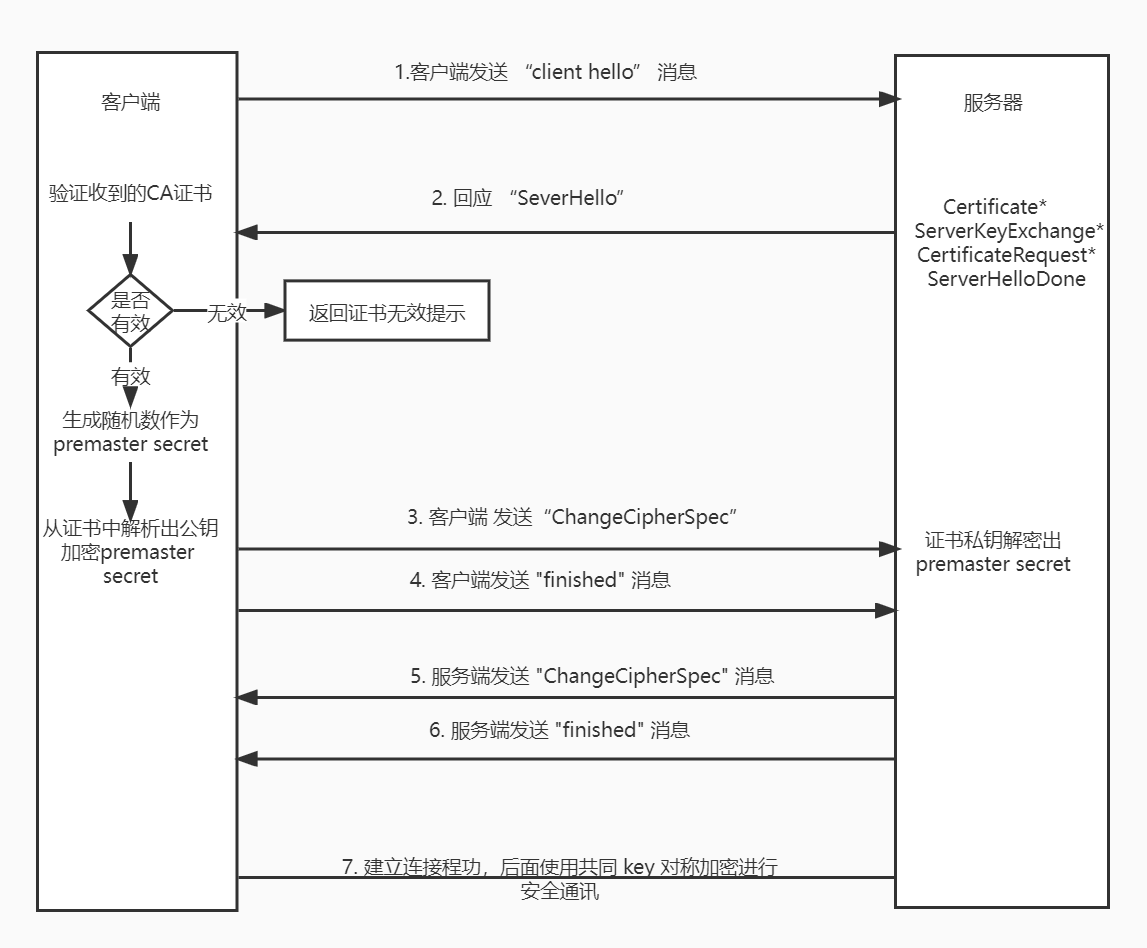 1.客户端发送 “client hello” 消息
客户端
服务器
验证收到的CA证书
2. 回应 “SeverHello”
Certificate*
ServerKeyExchange*
CertificateRequest*
ServerHelloDone
是否
有效
无效
返回证书无效提示
有效
生成随机数作为
premaster secret
3. 客户端 发送“ChangeCipherSpec”
从证书中解析出公钥
加密premaster
secret
证书私钥解密出
premaster secret
4. 客户端发送 "finished" 消息
5. 服务端发送 "ChangeCipherSpec" 消息
6. 服务端发送 "finished" 消息
7. 建立连接程功，后面使用共同 key 对称加密进行
安全通讯